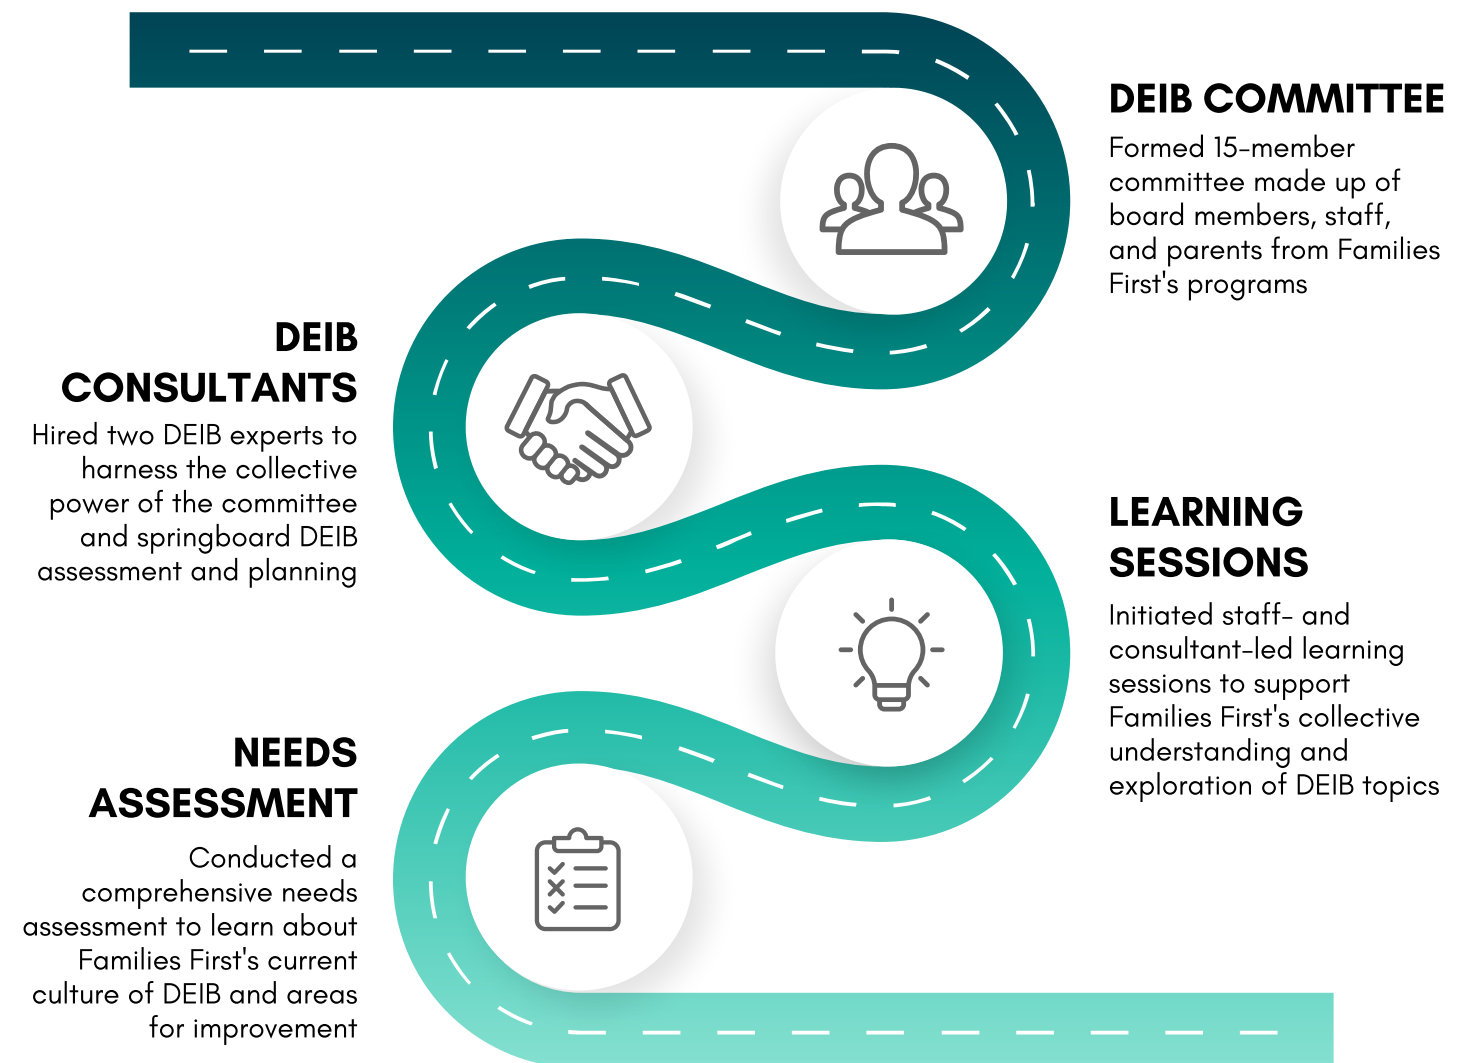 DEIB COMMITTEE
Formed 15-member
committee made up of
board members, staff,
and parents from Families
First's programs
DEIB
CONSULTANTS
Hired two DEIB experts to
harness the collective
power of the committee
and springboard DEIB
assessment and planning
LEARNING
SESSIONS
Initiated staff- and
consultant-led learning
sessions to support
Families First's collective
understanding and
exploration of DEIB topics
NEEDS
ASSESSMENT
Conducted a
comprehensive needs
assessment to learn about
Families First's current
culture of DEIB and areas
for improvement